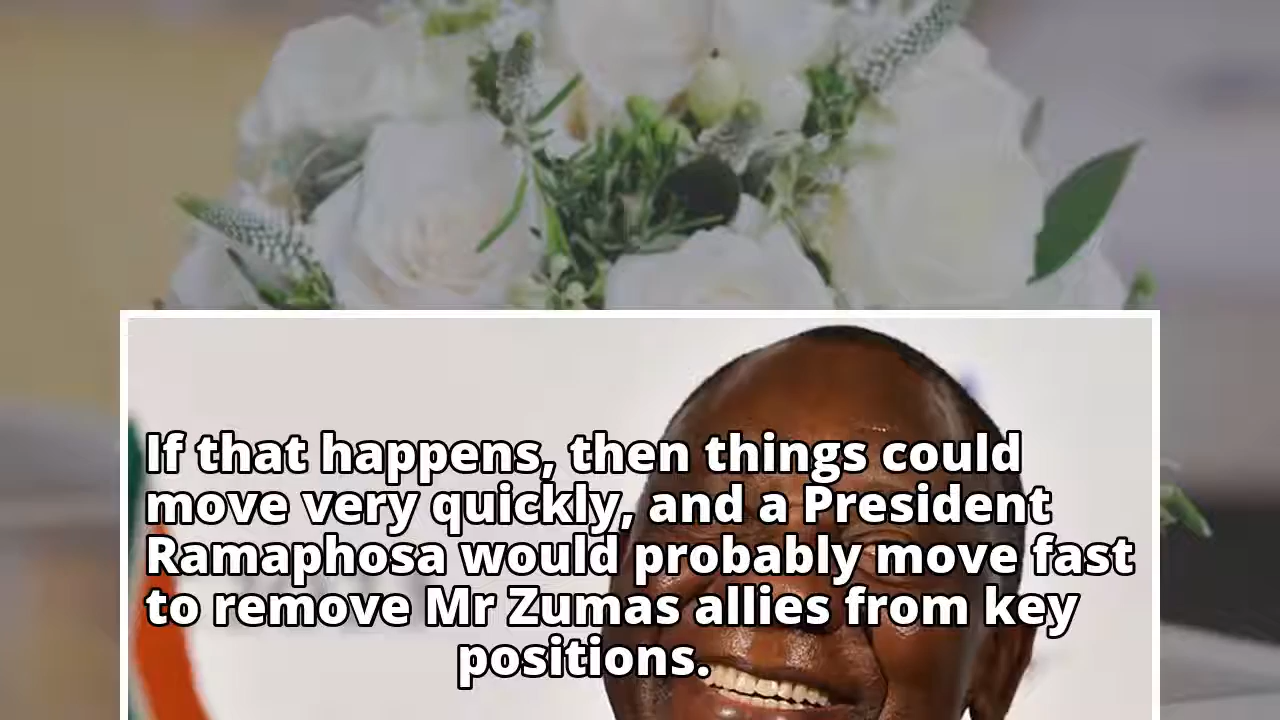 If that happens, then things could
move very quickly, and a President
Ramaphosa would probably move fast
to remove Mr Zumas allies from key
positions.